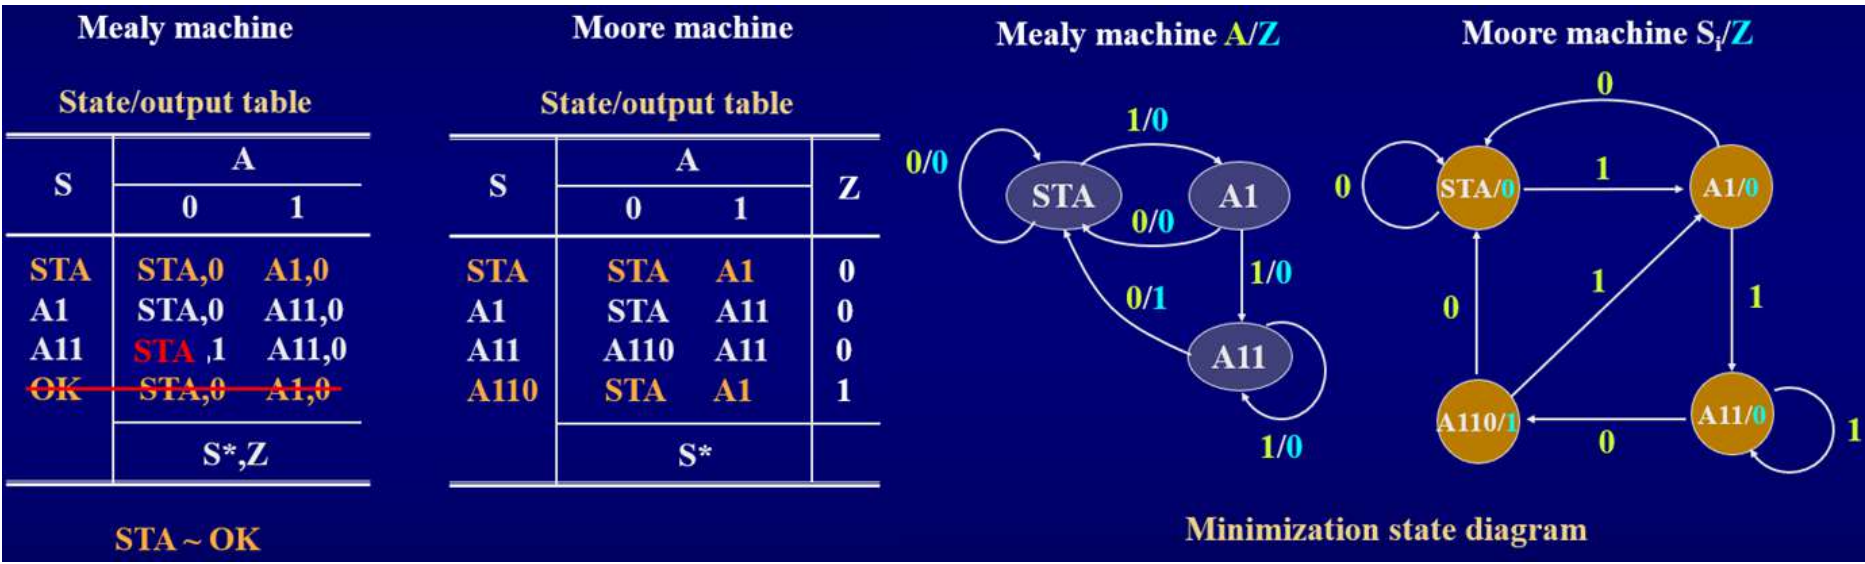 Mealy machine
State/output table
S A
0 1
STA STA,0 A1,0
A1 STA,0 A11,0
A11 STA ,1 A11,0
OK STA,0 A1,0
S*,Z
STA ~ OK
Moore machine
State/output table
S A Z
0 1
STA STA A1 0
A1 STA A11 0
A11 A110 A11 0
A110 STA A1 1
S*
Mealy machine A/Z
1/0
0/0
STA A1
0/0
1/0
0/1
A11
1/0
Moore machine Si/Z
0
0 STA/0 1 A1/0
0 1 1
A110/1 0 A11/0 1
Minimization state diagram